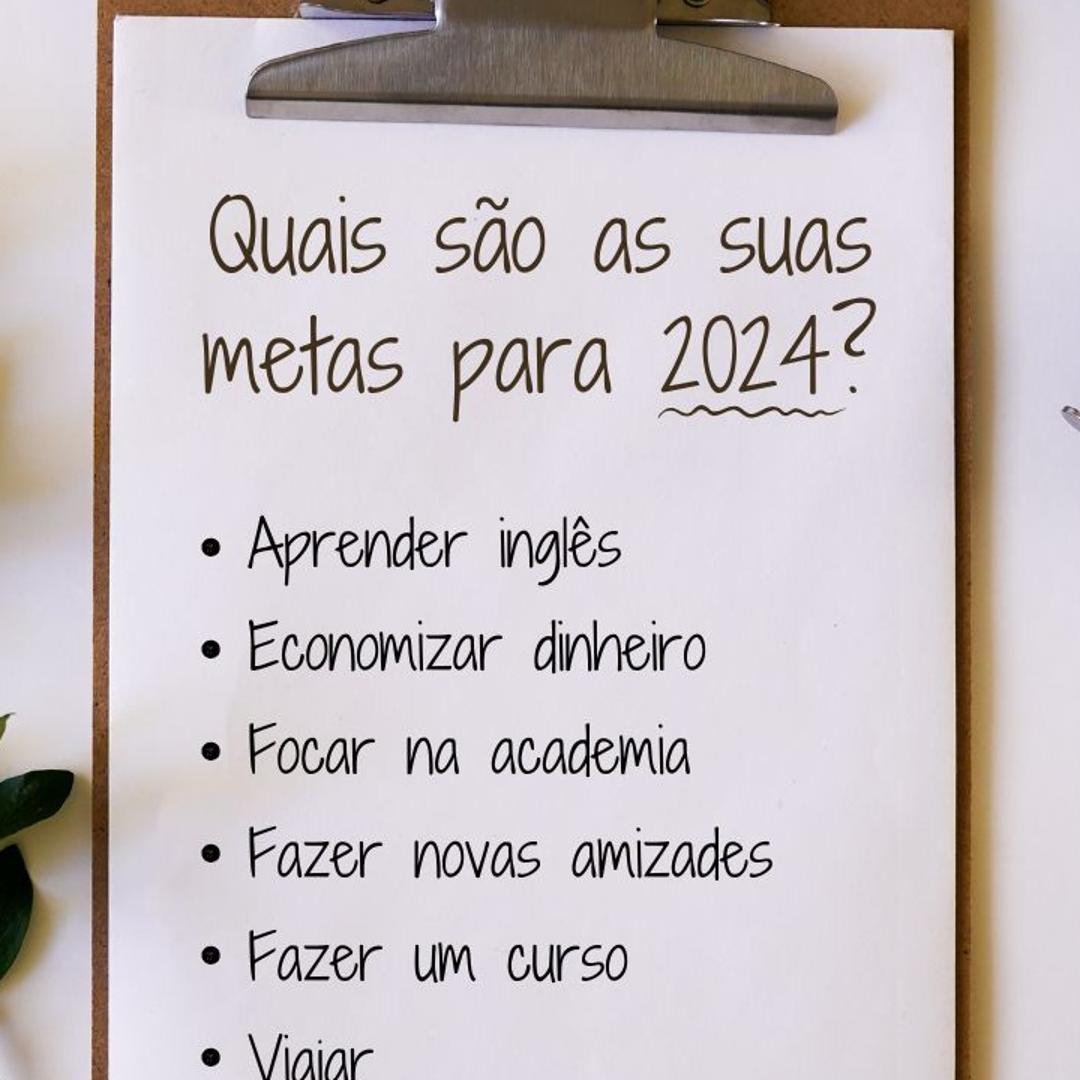 Quais são as suas
metas para 2024?
• Aprender inglês
• Economizar dinheiro
• Focar na academia
• Fazer novas amizades
• Fazer um curso
• Viajar